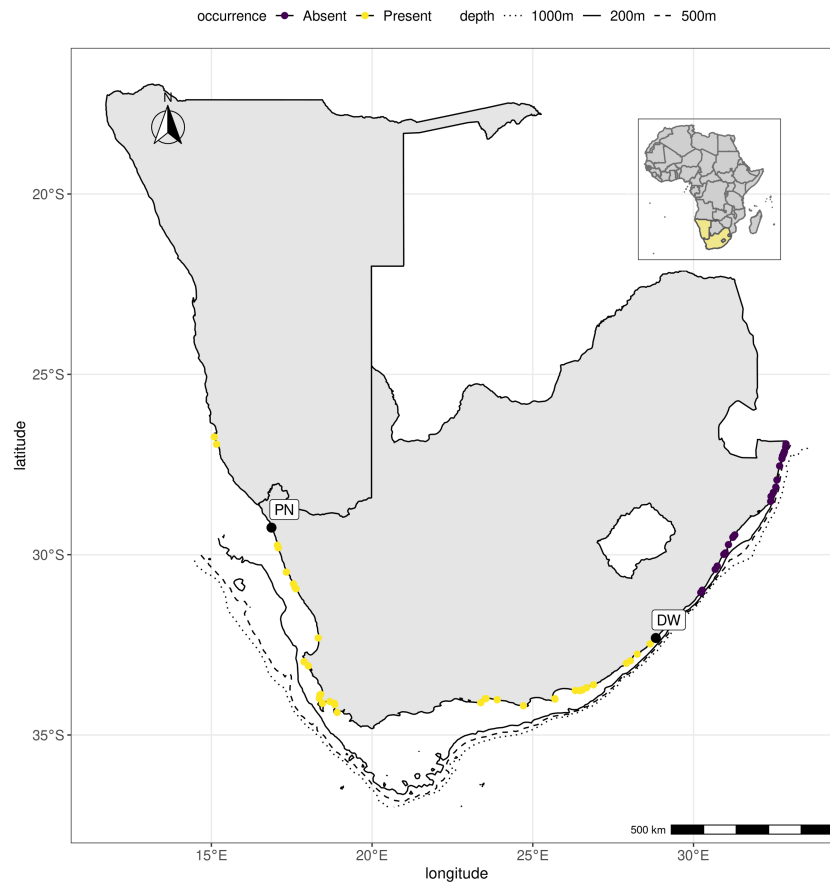 occurrence Absent Present depth 1000m 200m 500m
N
20°S
25°S
latitude
PN
30°S
DW
35°S
500 km
15°E 20°E 25°E 30°E
longitude